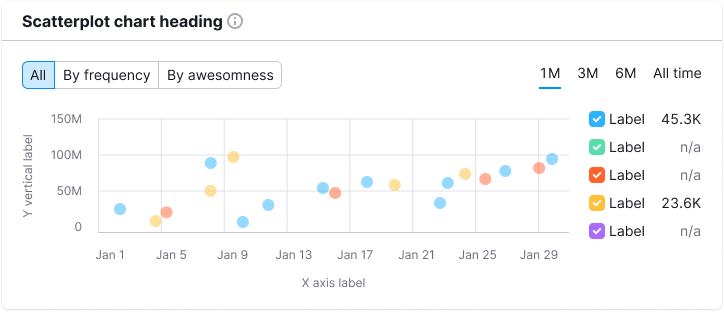 Scatterplot chart heading
All By frequency By awesomness
1M 3M 6M All time
Y vertical label
150M
100M
50M
0
Jan 1 Jan 5 Jan 9 Jan 13 Jan 17 Jan 21 Jan 25 Jan 29
X axis label
Label 45.3K
Label n/a
Label n/a
Label 23.6K
Label n/a